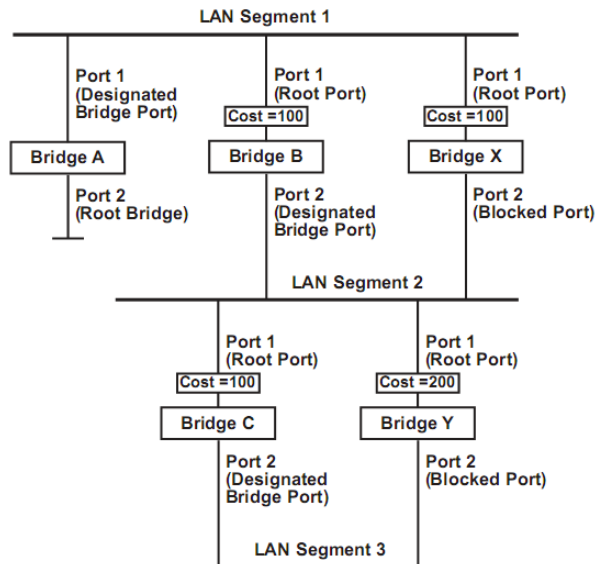 LAN Segment 1
Port 1
(Designated
Bridge Port)
Port 1
(Root Port)
Cost =100
Port 1
(Root Port)
Cost =100
Bridge A
Bridge B
Bridge X
Port 2
(Root Bridge)
Port 2
(Designated
Bridge Port)
Port 2
(Blocked Port)
LAN Segment 2
Port 1
(Root Port)
Cost =100
Port 1
(Root Port)
Cost =200
Bridge C
Bridge Y
Port 2
(Designated
Bridge Port)
Port 2
(Blocked Port)
LAN Segment 3